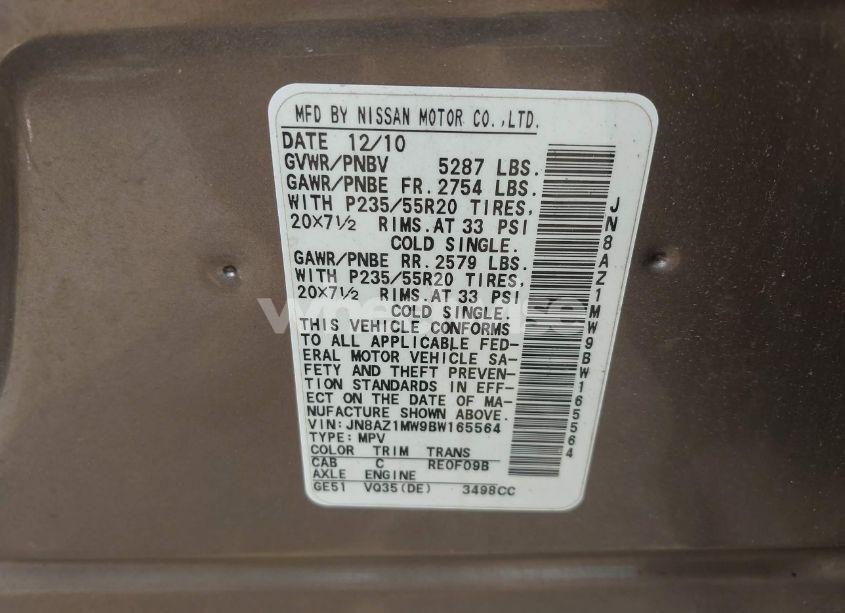 MFD BY NISSAN MOTOR CO.,LTD.
DATE 12/10
GVWR/PNBV 5287 LBS.
GAWR/PNBE FR.2754 LBS.
WITH P235/55R20 TIRES,
20X7½ RIMS.AT 33 PSI
COLD SINGLE.
GAWR/PNBE RR.2579 LBS.
WITH P235/55R20 TIRES,
20X7½ RIMS.AT 33 PSI
COLD SINGLE.
THIS VEHICLE CONFORMS
TO ALL APPLICABLE FED-
ERAL MOTOR VEHICLE SA-
FETY AND THEFT PREVEN-
TION STANDARDS IN EFF-
ECT ON THE DATE OF MA-
NUFACTURE SHOWN ABOVE.
VIN:JN8AZ1MW9BW165564
TYPE:MPV
COLOR TRIM TRANS
CAB C RE0F09B
AXLE ENGINE
GE51 VQ35(DE) 3498CC
JN8AZ1MW9BW165564